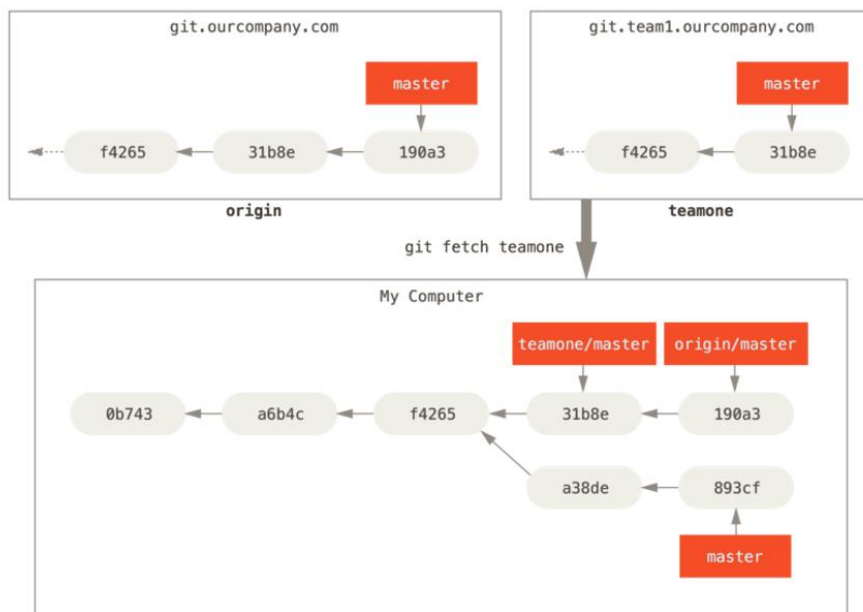 git.ourcompany.com
master
f4265 31b8e 190a3
origin
git.team1.ourcompany.com
master
f4265 31b8e
teamone
git fetch teamone
My Computer
teamone/master origin/master
0b743 a6b4c f4265 31b8e 190a3
a38de 893cf
master